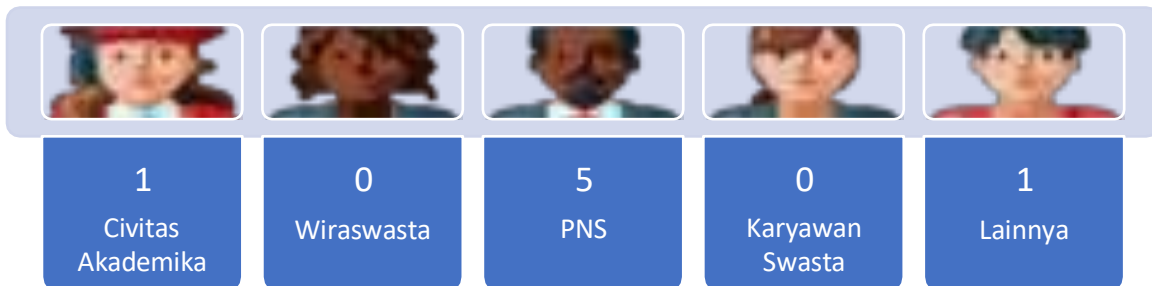 1
Civitas
Akademika
0
Wiraswasta
5
PNS
0
Karyawan
Swasta
1
Lainnya